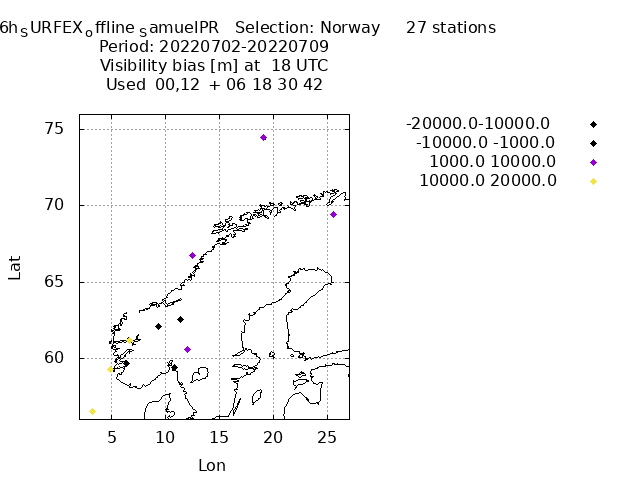 6h_SURFEX_offline_SamuelPR Selection: Norway 27 stations
Period: 20220702-20220709
Visibility bias [m] at 18 UTC
Used 00,12 + 06 18 30 42
-20000.0-10000.0
-10000.0 -1000.0
1000.0 10000.0
10000.0 20000.0
75
70
65
60
Lat
5 10 15 20 25
Lon